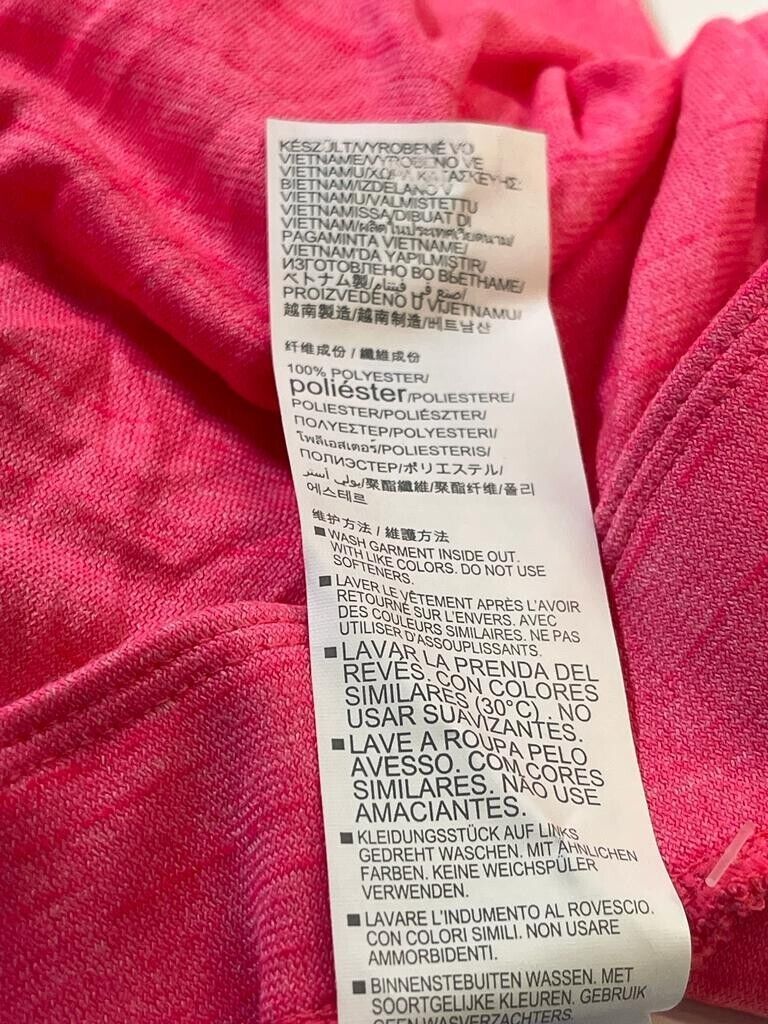 KÉSZÜLT/VYROBENÉ VO
VIETNAME/VYROBENO VE
VIETNAMU/ΧΩΡΑ ΚΑΤΑΣΚΕΥΗΣ:
ΒΙΕΤΝΑΜ/IZDELANO V
VIETNAMU/VALMISTETTU
VIETNAMISSA/DIBUAT DI
VIETNAM/ผลิตในประเทศเวียดนาม/
PAGAMINTA VIETNAME/
VIETNAM'DA YAPILMIŞTIR/
ИЗГОТОВЛЕНО ВО ВЬЕТНАМЕ/
ベトナム製/صنع في فيتنام/
PROIZVEDENO U VIJETNAMU/
越南製造/越南制造/베트남산
纤维成份 / 纖維成份
100% POLYESTER/
poliéster/POLIESTERE/
POLIESTER/POLIÉSZTER/
ΠΟΛΥΕΣΤΕΡ/POLYESTERI/
โพลีเอสเตอร์/POLIESTERIS/
ПОЛИЭСТЕР/ポリエステル/
بولي أستر/聚酯纖維/聚酯纤维/폴리
에스테르
维护方法 / 維護方法
■ WASH GARMENT INSIDE OUT.
WITH LIKE COLORS. DO NOT USE
SOFTENERS.
■ LAVER LE VÊTEMENT APRÈS L'AVOIR
RETOURNÉ SUR L'ENVERS. AVEC
DES COULEURS SIMILAIRES. NE PAS
UTILISER D'ASSOUPLISSANTS.
■ LAVAR LA PRENDA DEL
REVÉS. CON COLORES
SIMILARES (30°C) . NO
USAR SUAVIZANTES.
■ LAVE A ROUPA PELO
AVESSO. COM CORES
SIMILARES. NÃO USE
AMACIANTES.
■ KLEIDUNGSSTÜCK AUF LINKS
GEDREHT WASCHEN. MIT ÄHNLICHEN
FARBEN. KEINE WEICHSPÜLER
VERWENDEN.
■ LAVARE L'INDUMENTO AL ROVESCIO.
CON COLORI SIMILI. NON USARE
AMMORBIDENTI.
■ BINNENSTEBUITEN WASSEN. MET
SOORTGELIJKE KLEUREN. GEBRUIK
GEEN WASVERZACHTERS.